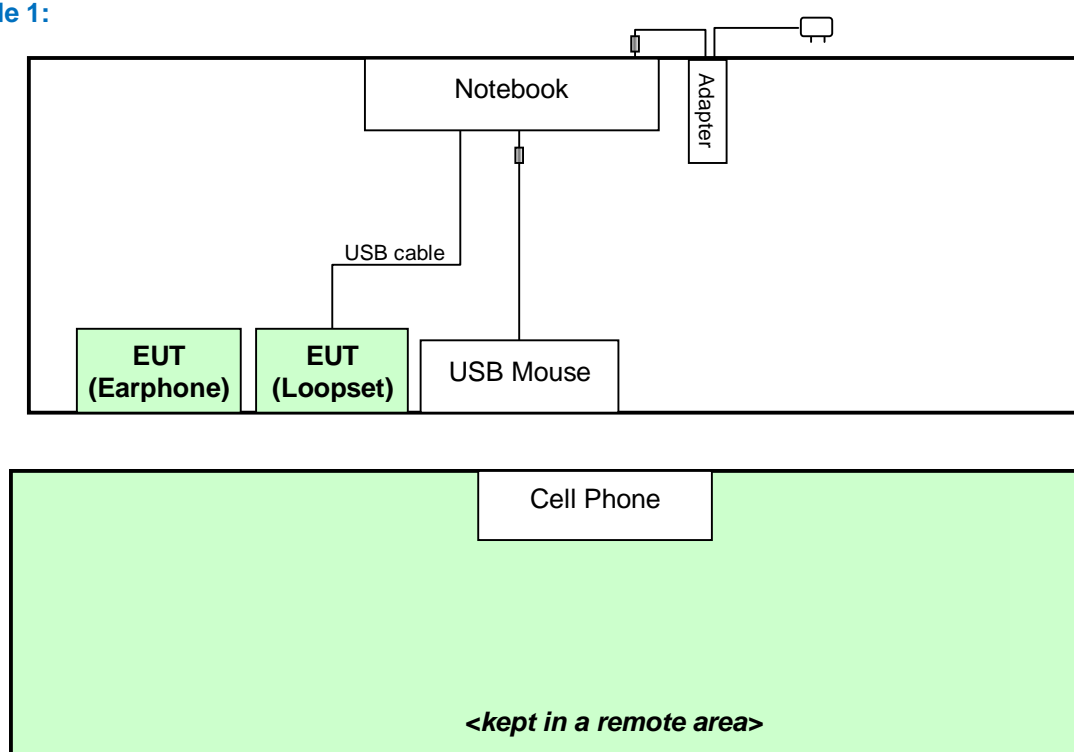 le 1:
Notebook
Adapter
USB cable
EUT
(Earphone)
EUT
(Loopset)
USB Mouse
Cell Phone
<kept in a remote area>